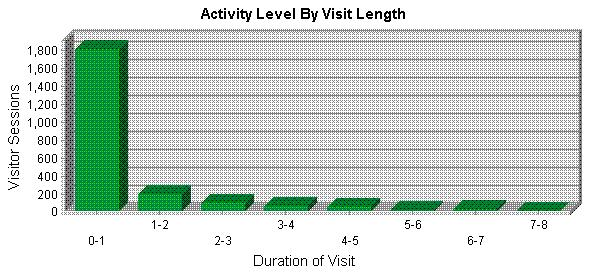 Activity Level By Visit Length
Visitor Sessions
1,800
1,600
1,400
1,200
1,000
800
600
400
200
0
1-2 3-4 5-6 7-8
0-1 2-3 4-5 6-7
Duration of Visit